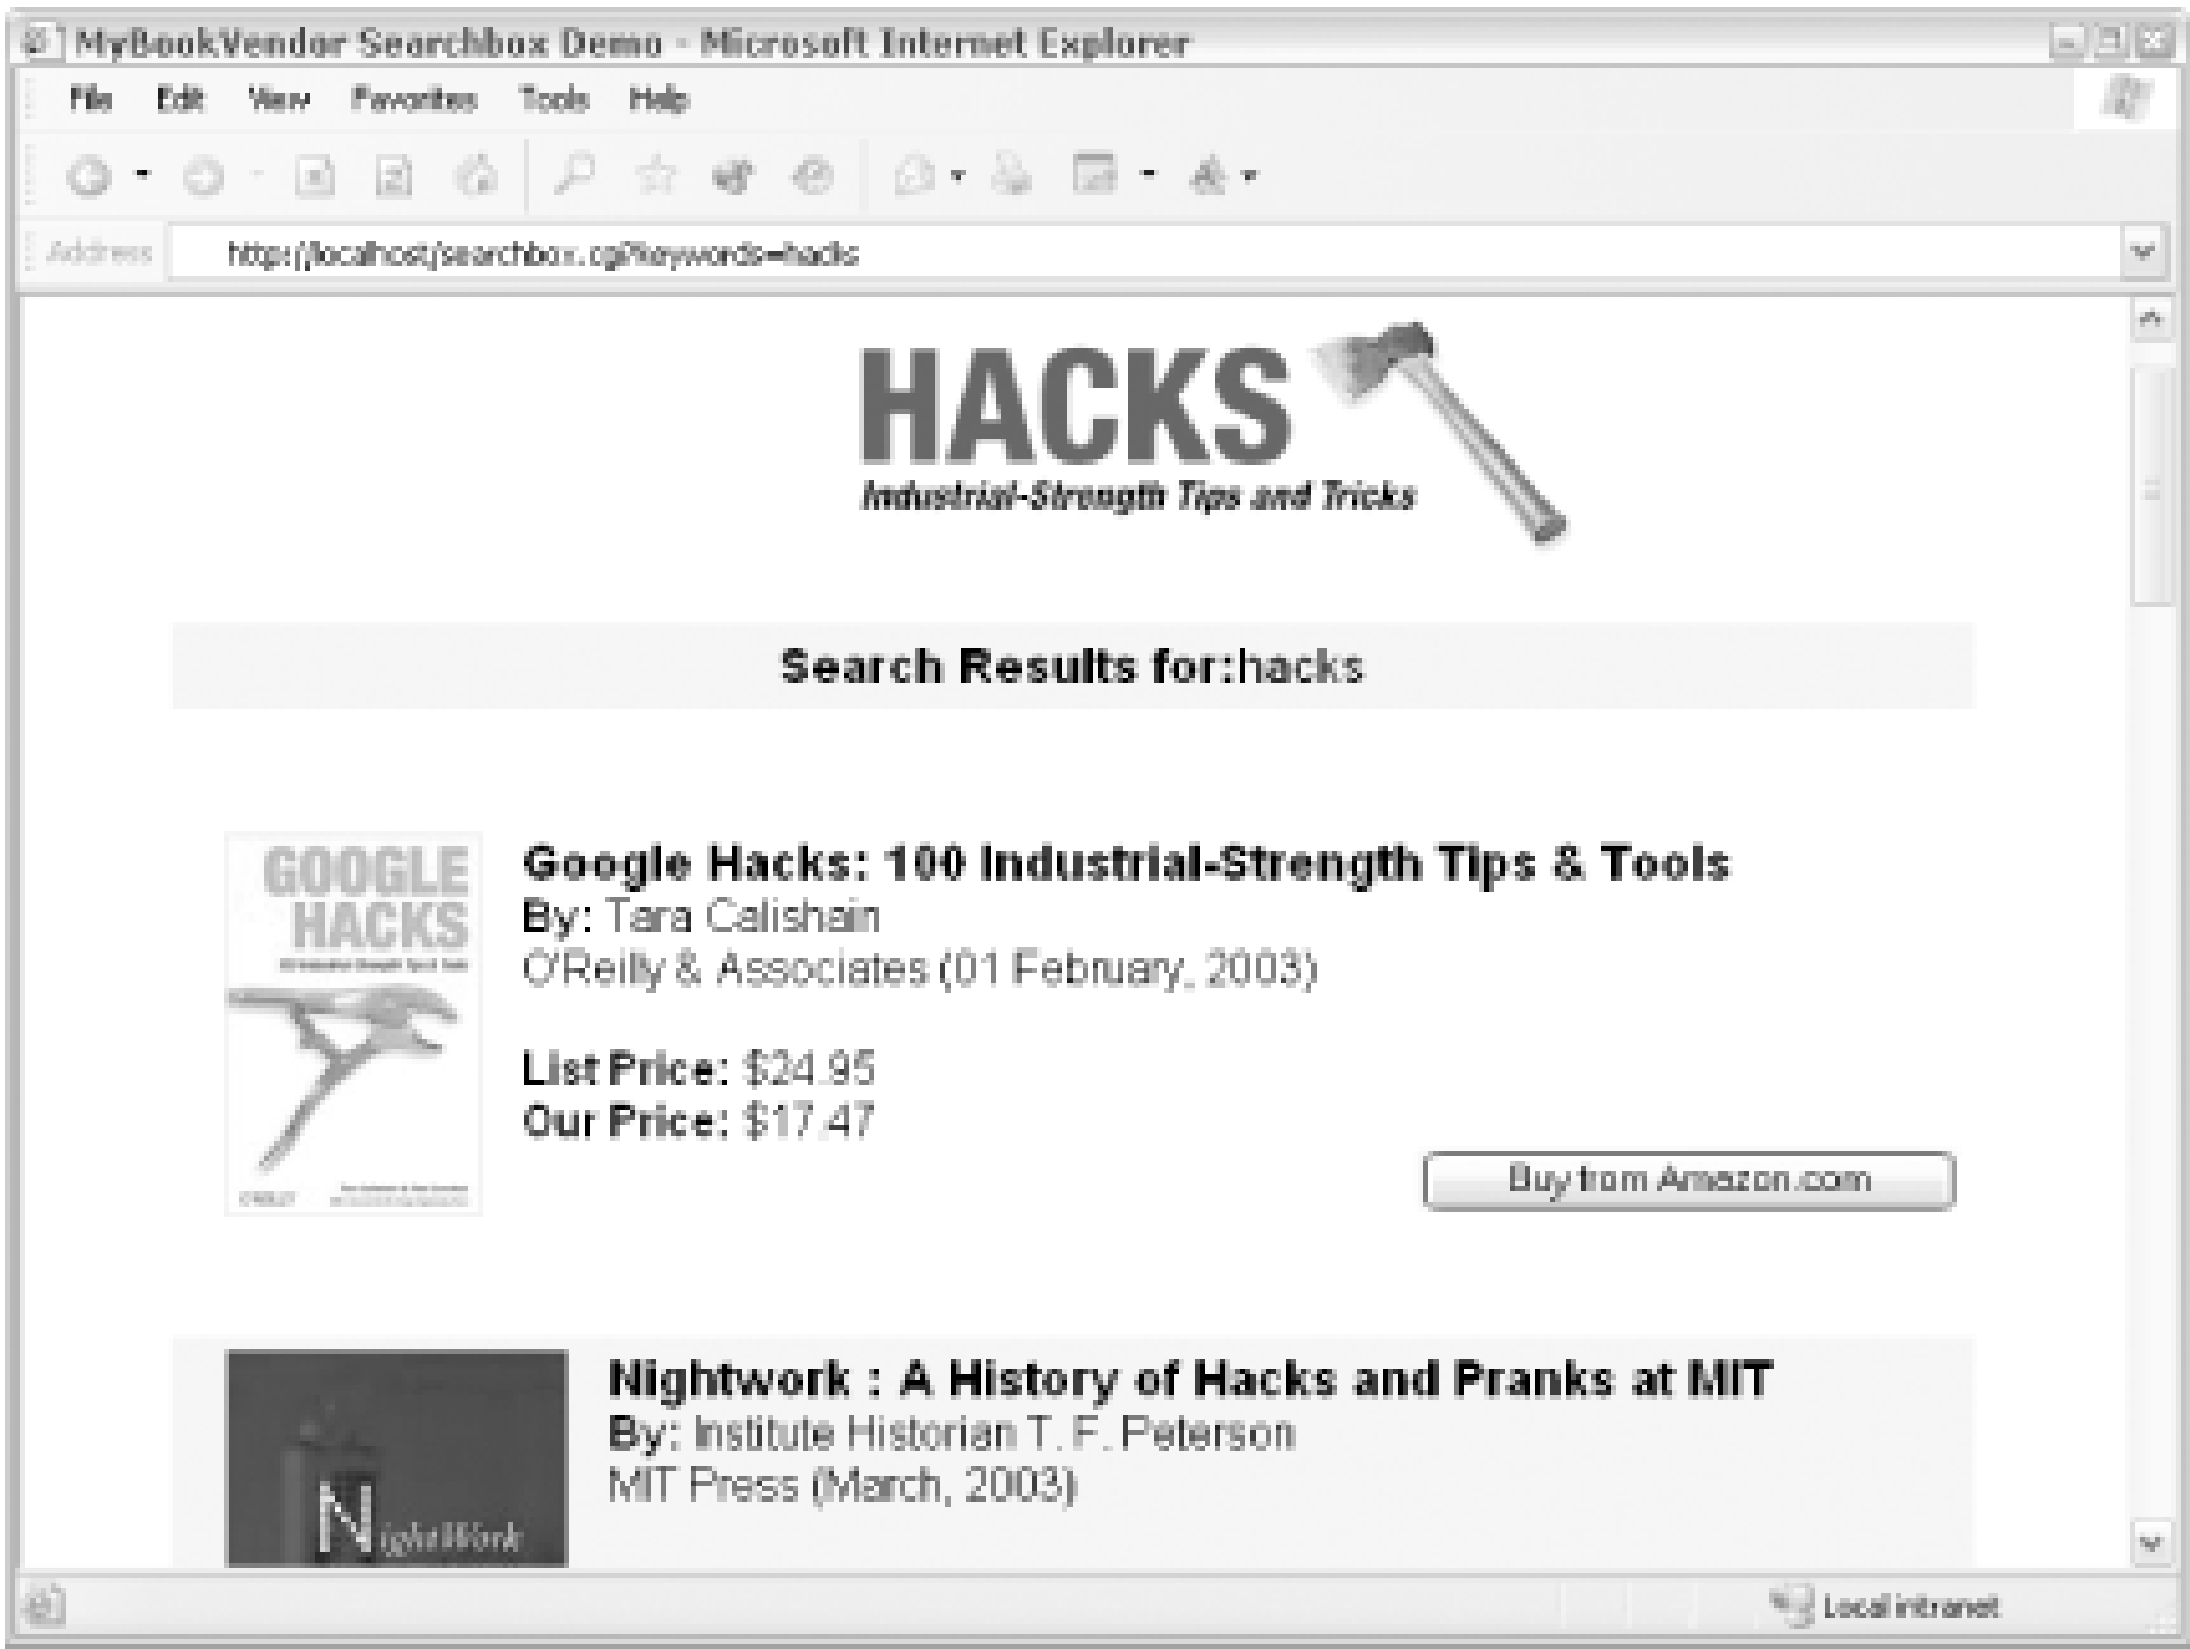 MyBookVendor Searchbox Demo - Microsoft Internet Explorer
File Edit View Favorites Tools Help
Address http://localhost/searchbox.cgi?keywords=hacks
HACKS
Industrial-Strength Tips and Tricks
Search Results for:hacks
GOOGLE
HACKS
Google Hacks: 100 Industrial-Strength Tips & Tools
By: Tara Calishain
O'Reilly & Associates (01 February, 2003)
List Price: $24.95
Our Price: $17.47
O'REILLY
Buy from Amazon.com
Nightwork : A History of Hacks and Pranks at MIT
By: Institute Historian T. F. Peterson
MIT Press (March, 2003)
NightWork
Local intranet